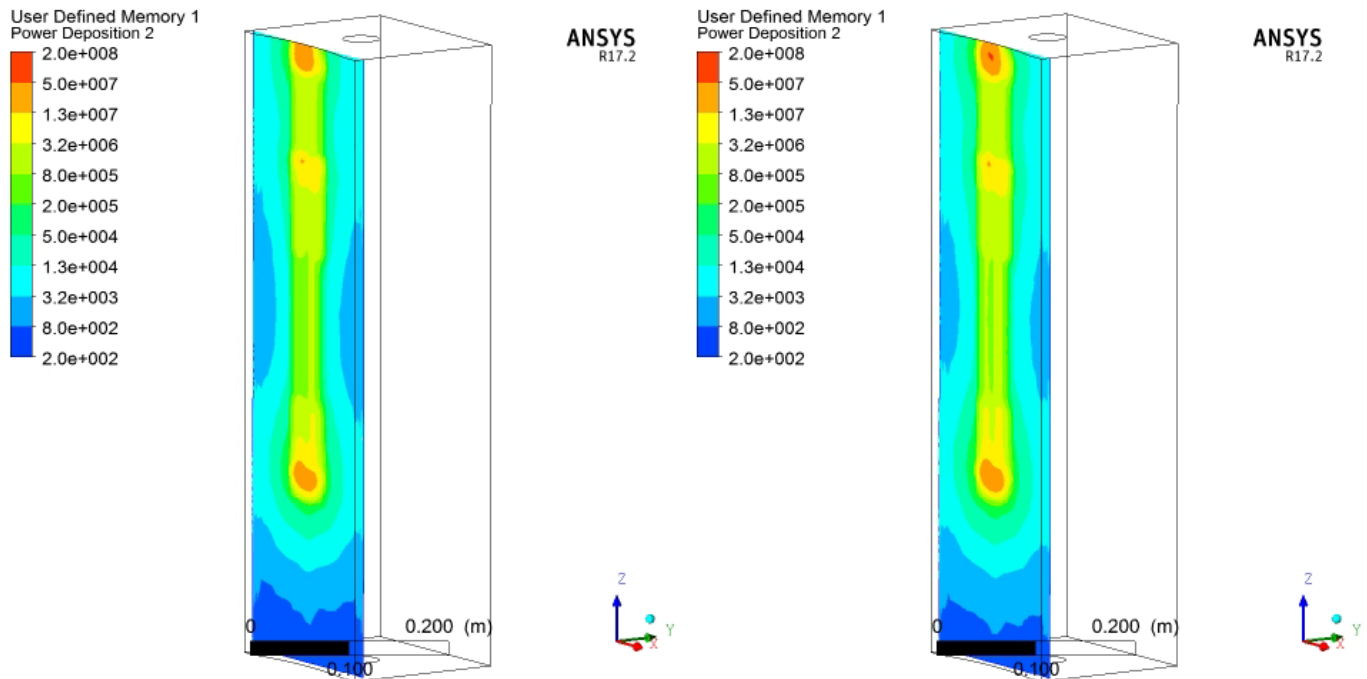 User Defined Memory 1
Power Deposition 2
2.0e+008
5.0e+007
1.3e+007
3.2e+006
8.0e+005
2.0e+005
5.0e+004
1.3e+004
3.2e+003
8.0e+002
2.0e+002
ANSYS
R17.2
Z
Y
X
0
0.200 (m)
0.100
User Defined Memory 1
Power Deposition 2
2.0e+008
5.0e+007
1.3e+007
3.2e+006
8.0e+005
2.0e+005
5.0e+004
1.3e+004
3.2e+003
8.0e+002
2.0e+002
ANSYS
R17.2
Z
Y
X
0
0.200 (m)
0.100